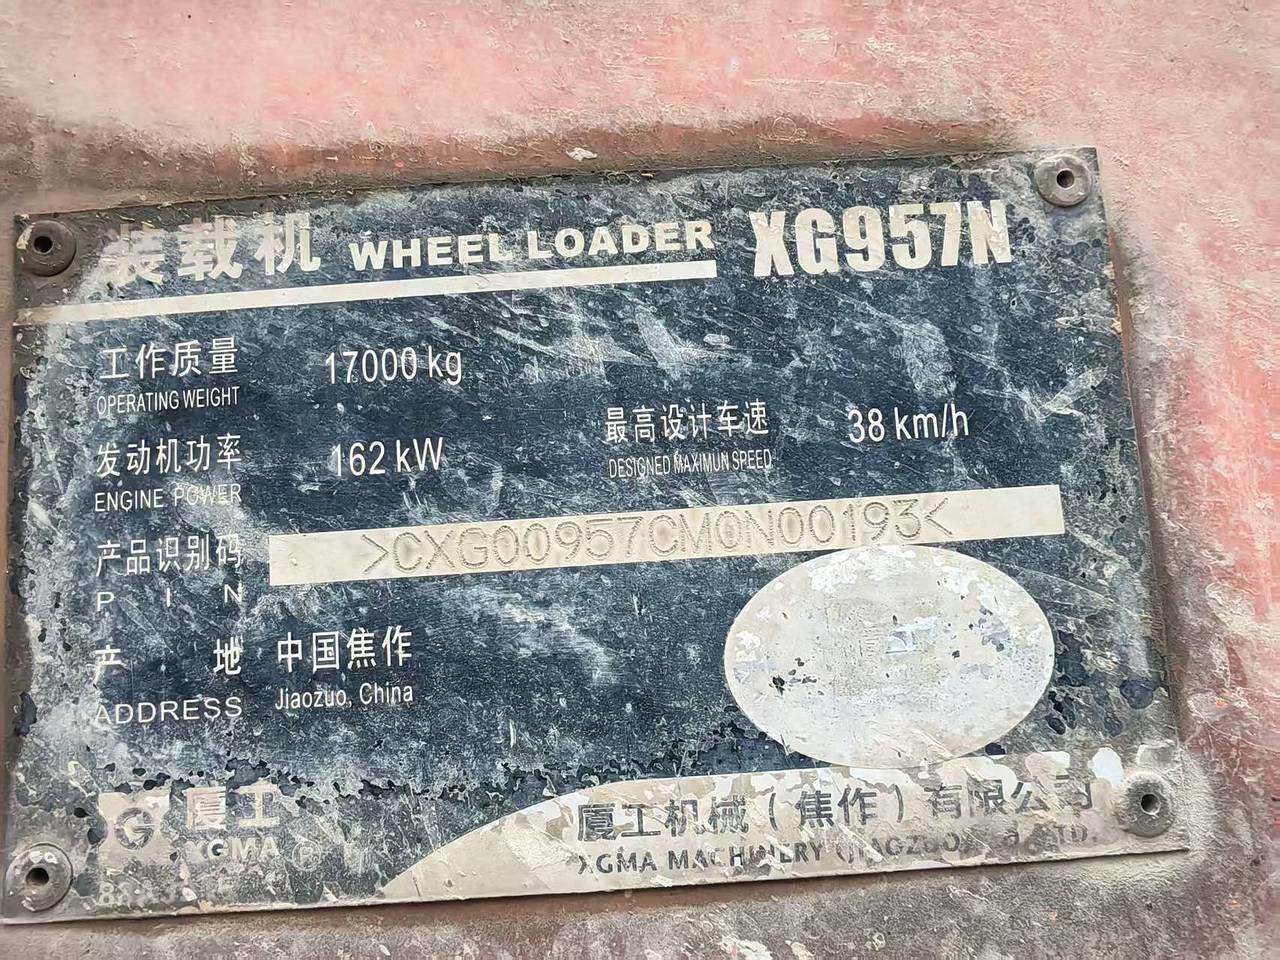 装载机 WHEEL LOADER XG957N
工作质量 17000 kg
OPERATING WEIGHT
发动机功率 162 kW 最高设计车速 38 km/h
ENGINE POWER DESIGNED MAXIMUN SPEED
产品识别码 >CXG00957CM0N00193<
P I N
产 地 中国焦作
ADDRESS Jiaozuo, China
厦工 厦工机械（焦作）有限公司
XGMA XGMA MACHINERY (JIAOZUO) CO., LTD.